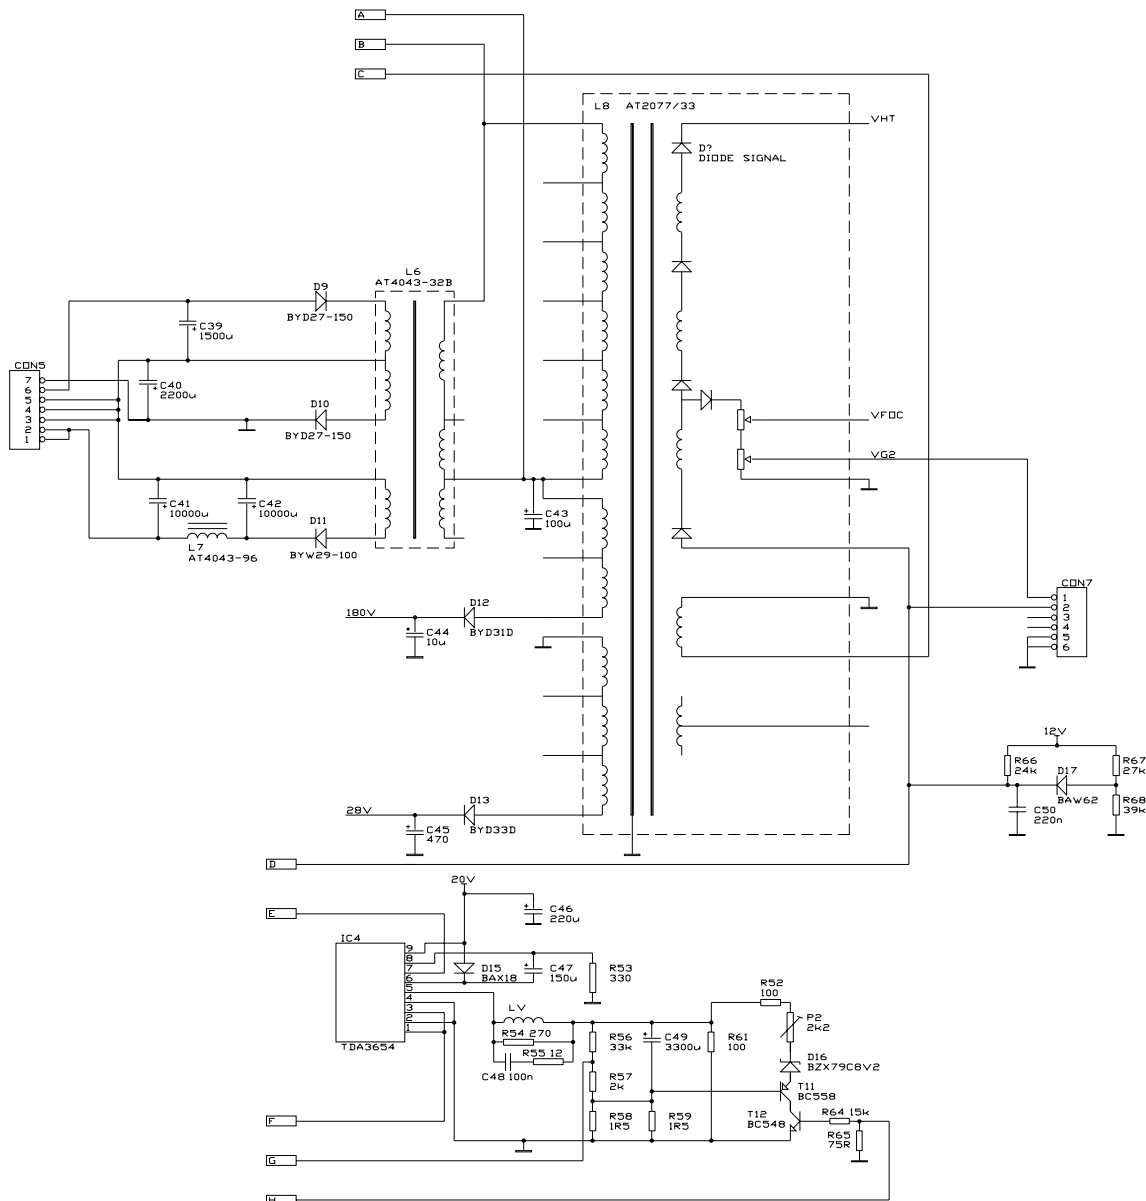 A
B
C
L8 AT2077/33
VHT
D?
DIODE SIGNAL
L6
AT4043-32B
D9
BYD27-150
C39
1500u
CON5
7
6
5
4
3
2
1
C40
2200u
D10
BYD27-150
VFOC
VG2
C41
10000u
C42
10000u
D11
BYW29-100
L7
AT4043-96
C43
100u
CON7
1
2
3
4
5
6
180V
D12
BYD31D
C44
10u
12V
R66
24k
D17
BAW62
R67
27k
C50
220n
R68
39k
28V
D13
BYD33D
C45
470
D
20V
E
C46
220u
IC4
9
8
7
6
5
4
3
2
1
TDA3654
D15
BAX18
C47
150u
R53
330
LV
R54 270
R55 12
C48 100n
R56
33k
C49
3300u
R61
100
R52
100
P2
2k2
D16
BZX79C8V2
R57
2k
T11
BC558
R58
1R5
R59
1R5
T12
BC548
R64 15k
R65
75R
F
G
H